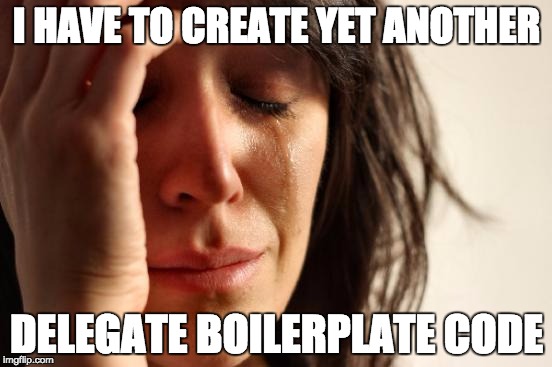 I HAVE TO CREATE YET ANOTHER
DELEGATE BOILERPLATE CODE
imgflip.com